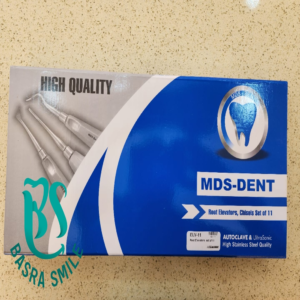 HIGH QUALITY
MDS-DENT
Root Elevators, Chisels Set of 11
AUTOCLAVE & UltraSonic
High Stainless Steel Quality
BS
BASRA SMILE